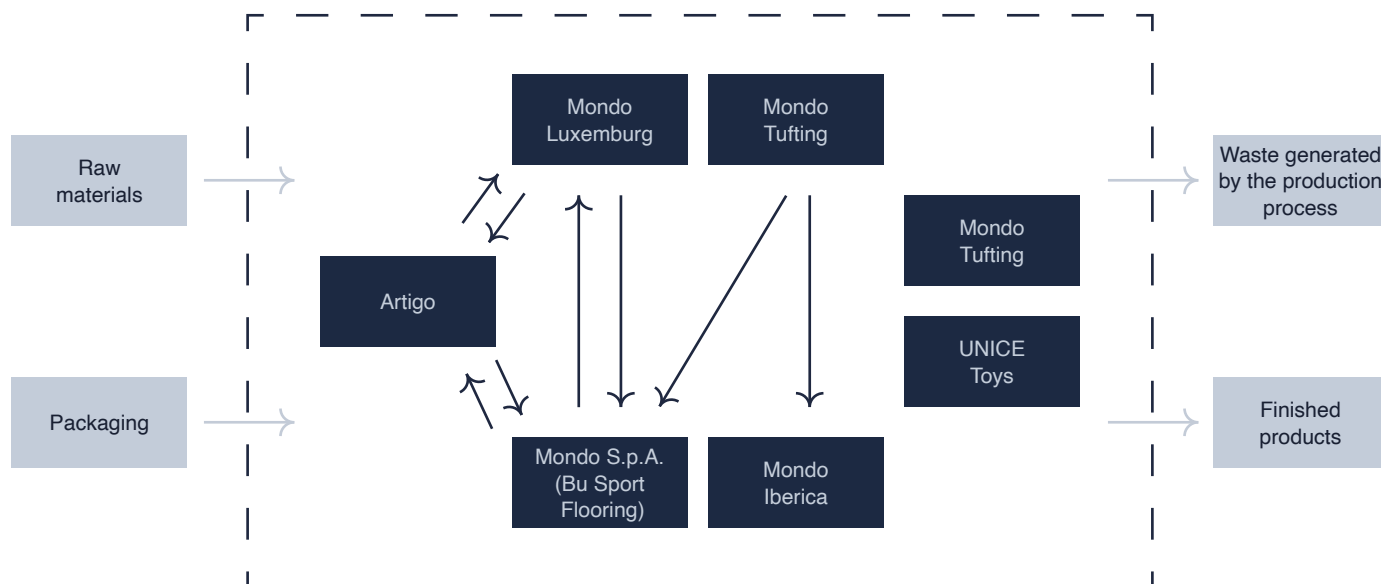 Mondo
Luxemburg
Mondo
Tufting
Raw
materials
Waste generated
by the production
process
Mondo
Tufting
Artigo
UNICE
Toys
Packaging
Finished
products
Mondo S.p.A.
(Bu Sport
Flooring)
Mondo
Iberica